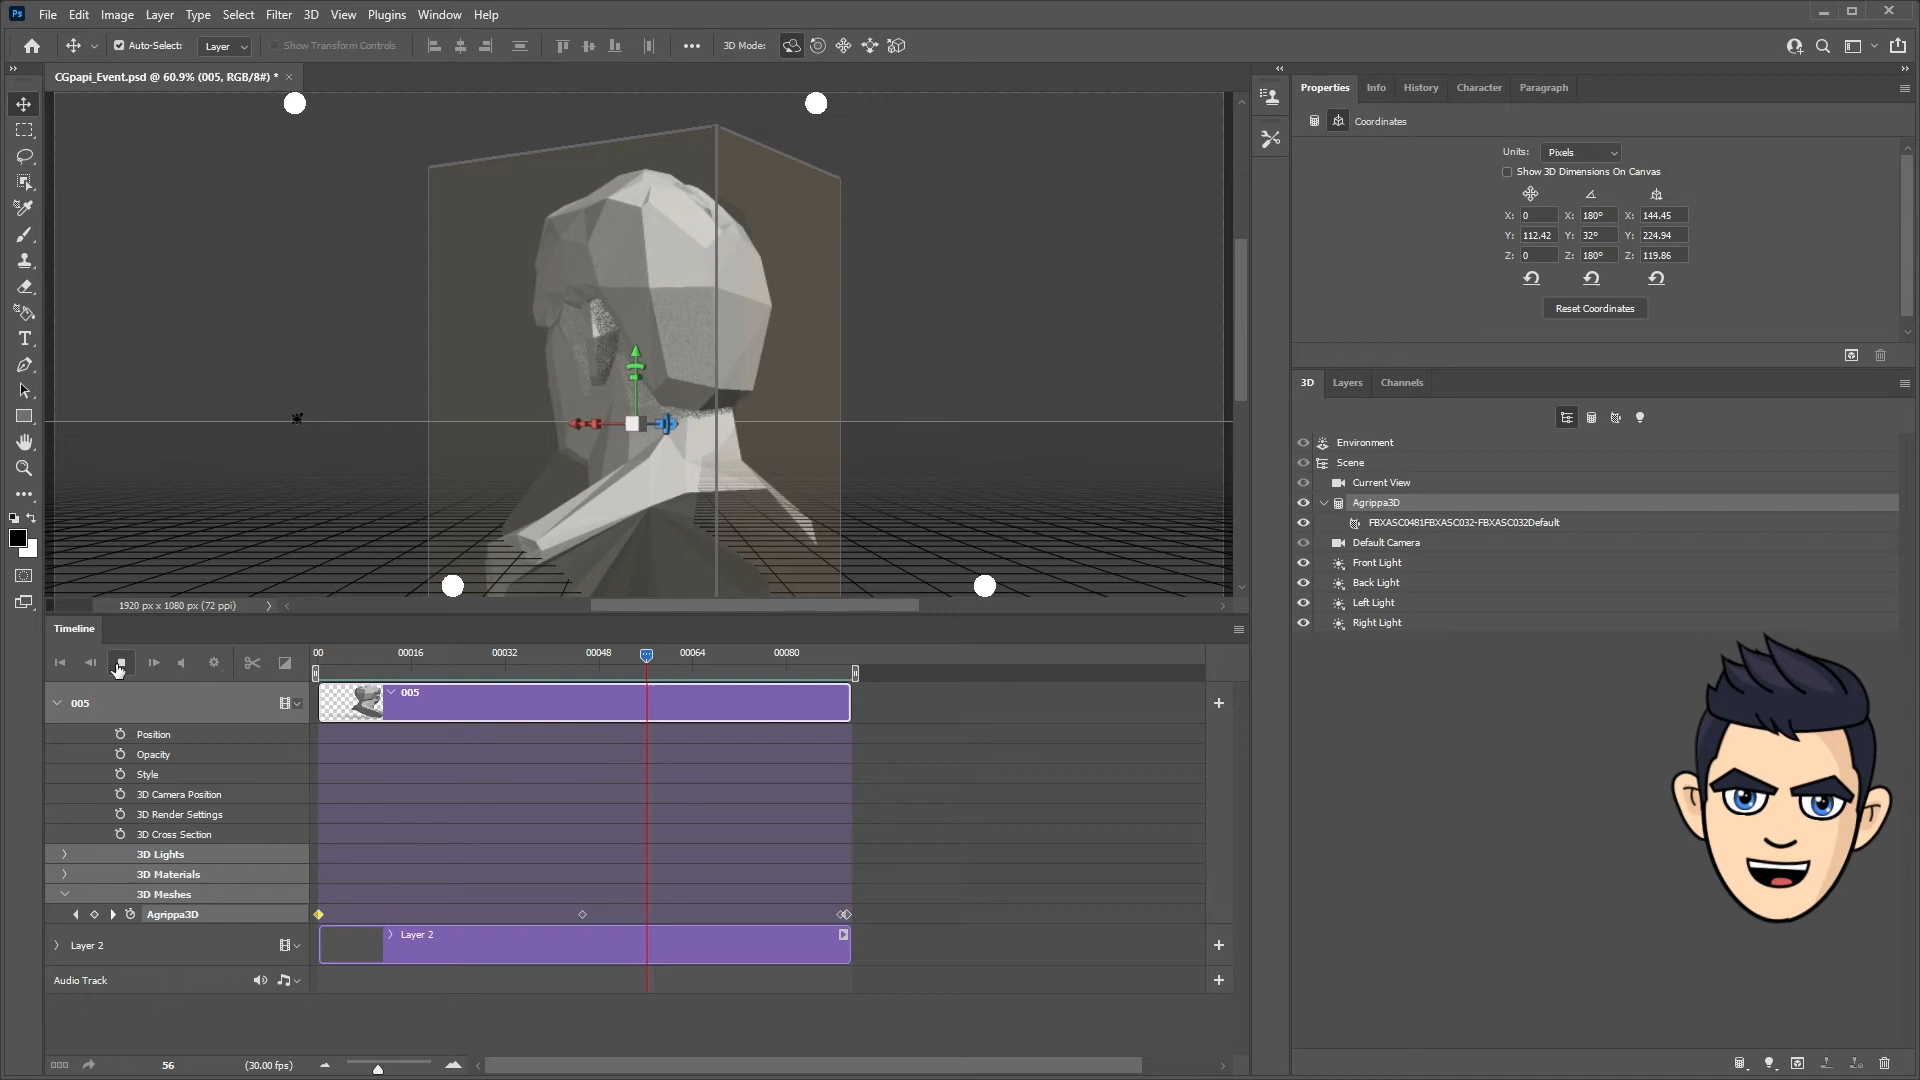 Ps File Edit Image Layer Type Select Filter 3D View Plugins Window Help
Auto-Select: Layer Show Transform Controls 3D Mode:
CGpapi_Event.psd @ 60.9% (005, RGB/8#) *
Properties Info History Character Paragraph
Coordinates
Units: Pixels
Show 3D Dimensions On Canvas
X: 0 X: 180° X: 144.45
Y: 112.42 Y: 32° Y: 224.94
Z: 0 Z: 180° Z: 119.86
Reset Coordinates
3D Layers Channels
Environment
Scene
Current View
Agrippa3D
FBXASC0481FBXASC032-FBXASC032Default
Default Camera
Front Light
Back Light
Left Light
Right Light
1920 px x 1080 px (72 ppi)
Timeline
00 00016 00032 00048 00064 00080
005 005
Position
Opacity
Style
3D Camera Position
3D Render Settings
3D Cross Section
3D Lights
3D Materials
3D Meshes
Agrippa3D
Layer 2 Layer 2
Audio Track
56 (30.00 fps)